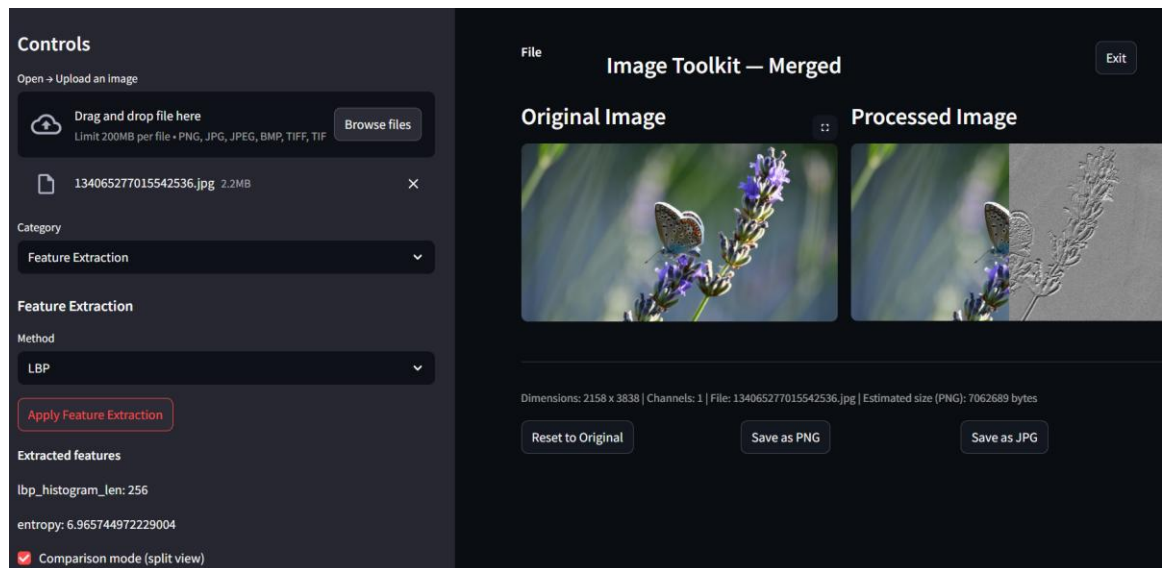 Controls
Open → Upload an image
Drag and drop file here
Limit 200MB per file • PNG, JPG, JPEG, BMP, TIFF, TIF
Browse files
134065277015542536.jpg 2.2MB
Category
Feature Extraction
Feature Extraction
Method
LBP
Apply Feature Extraction
Extracted features
lbp_histogram_len: 256
entropy: 6.965744972229004
Comparison mode (split view)
File
Image Toolkit — Merged
Exit
Original Image
Processed Image
Dimensions: 2158 x 3838 | Channels: 1 | File: 134065277015542536.jpg | Estimated size (PNG): 7062689 bytes
Reset to Original
Save as PNG
Save as JPG